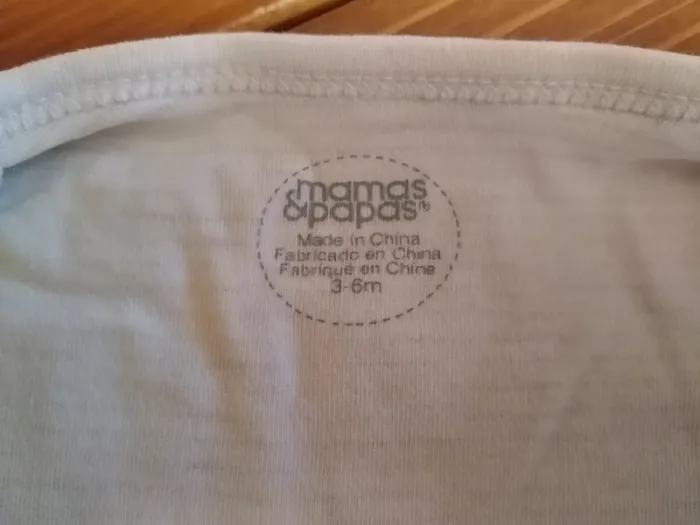 mamas
&papas®
Made in China
Fabricado en China
Fabriqué en Chine
3-6m